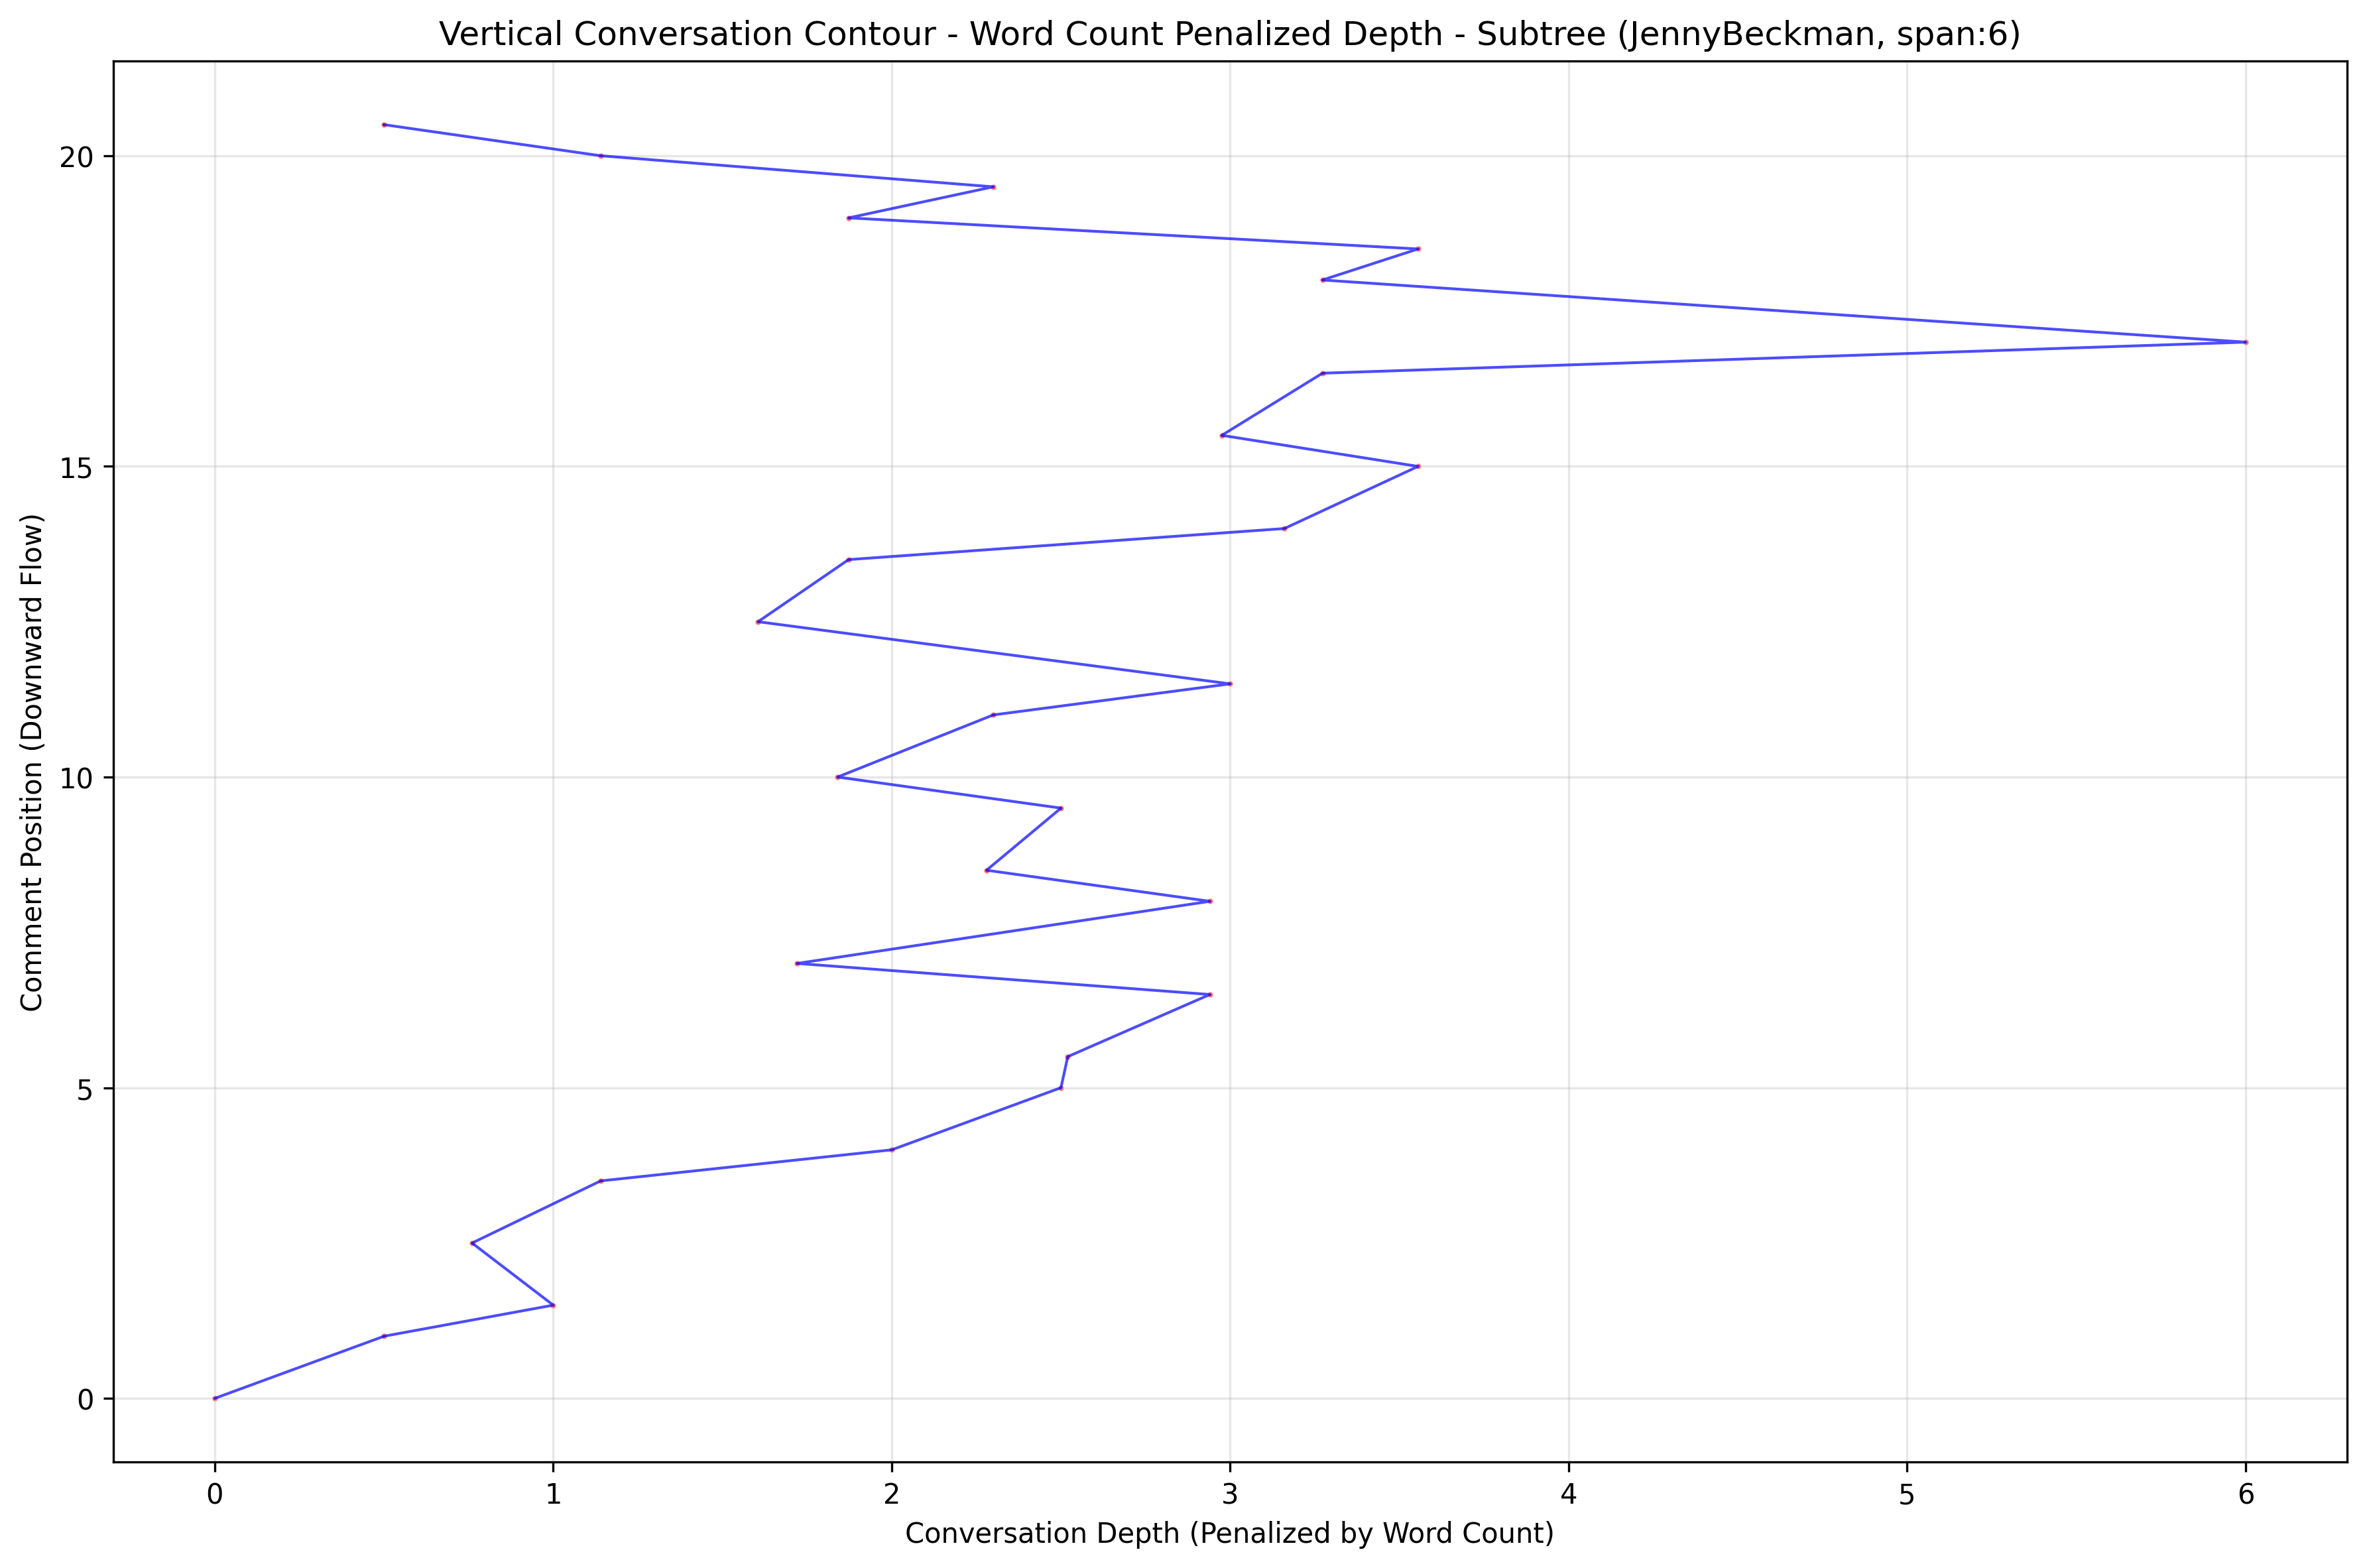 Vertical Conversation Contour - Word Count Penalized Depth - Subtree (JennyBeckman, span:6)
Comment Position (Downward Flow)
20
15
10
5
0
0 1 2 3 4 5 6
Conversation Depth (Penalized by Word Count)